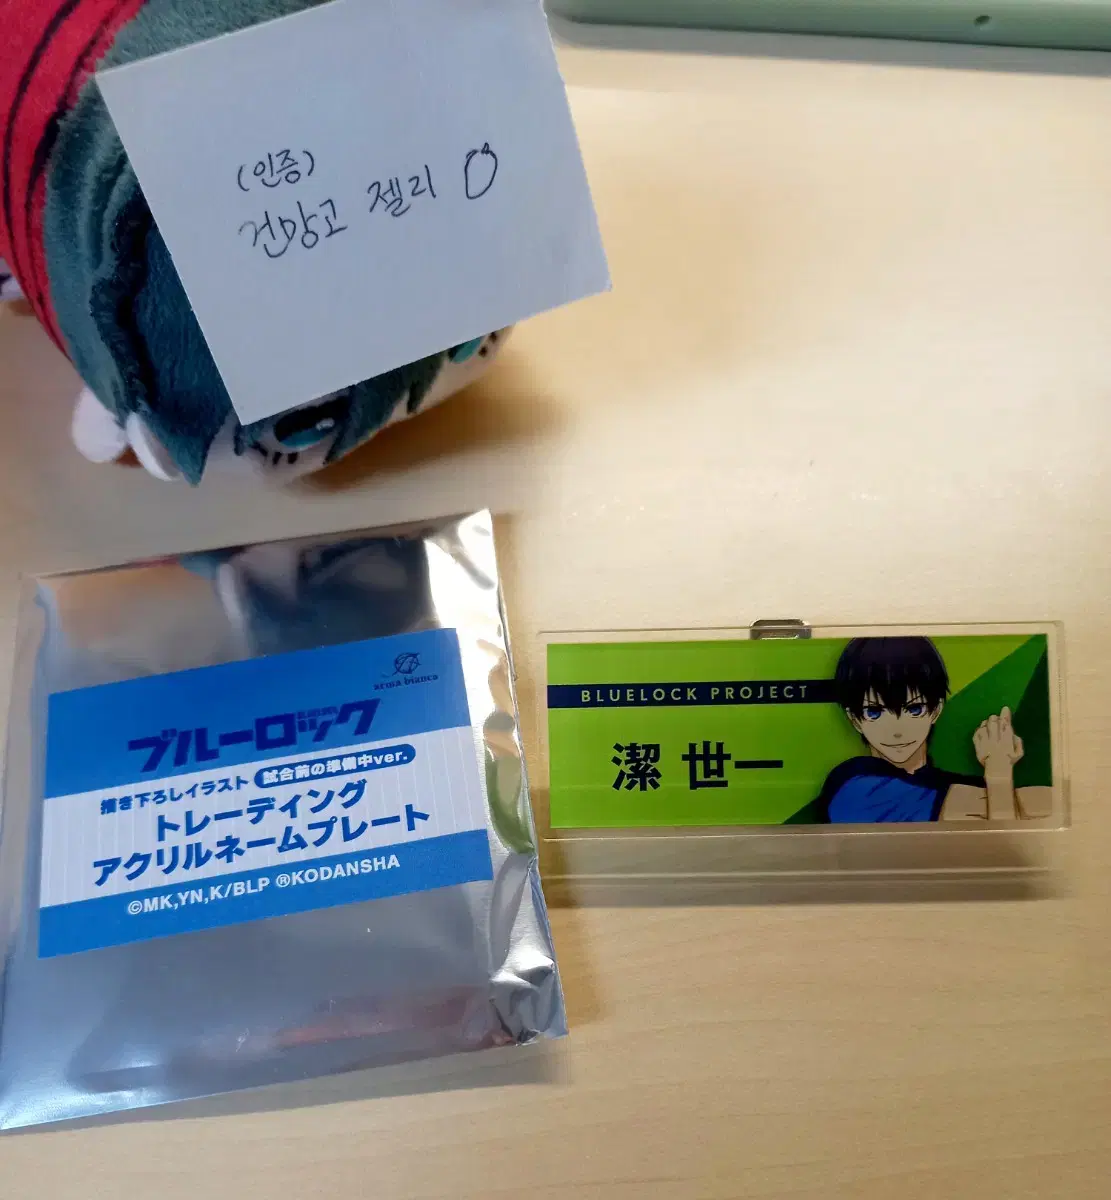 (인증)
건망고 젤리
arma bianca
ブルーロック
描き下ろしイラスト 試合前の準備中ver.
トレーディング
アクリルネームプレート
©MK,YN,K/BLP ®KODANSHA
BLUELOCK PROJECT
潔 世一